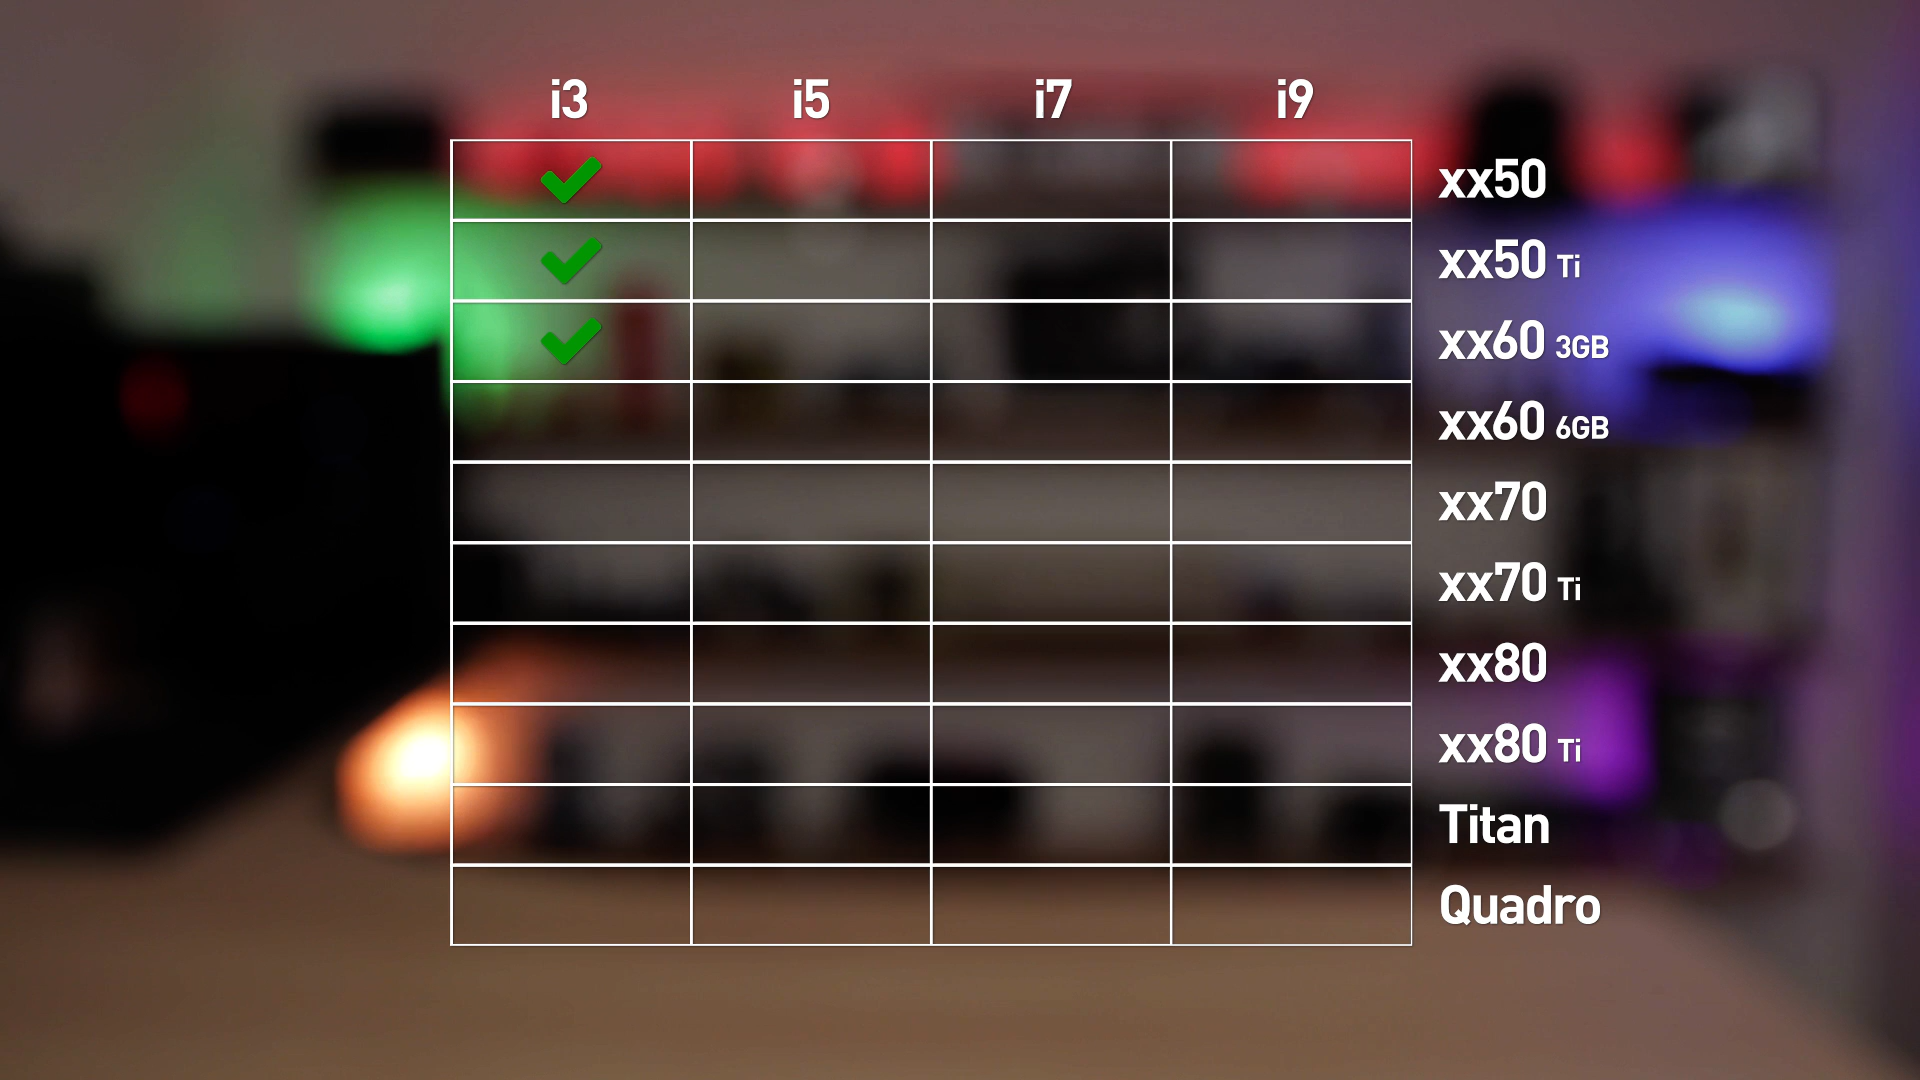 i3 i5 i7 i9
xx50
xx50 Ti
xx60 3GB
xx60 6GB
xx70
xx70 Ti
xx80
xx80 Ti
Titan
Quadro